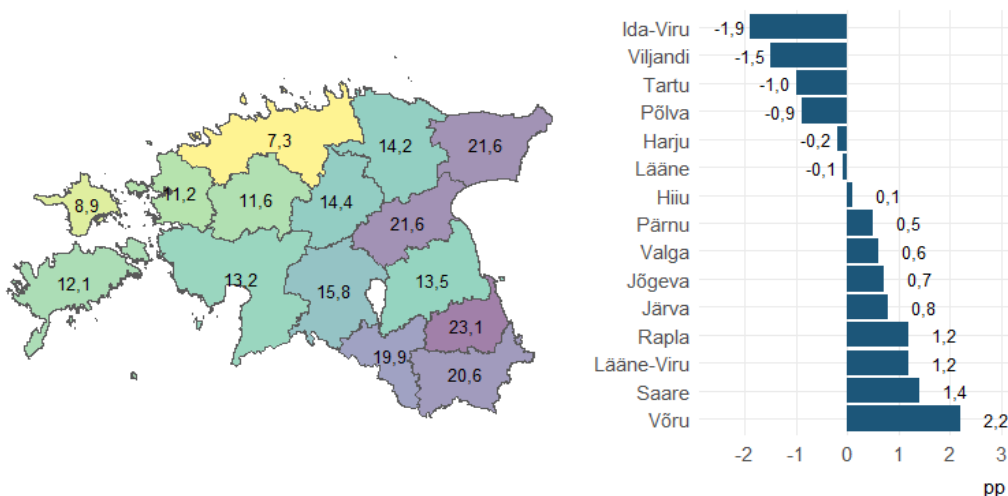 7,3
14,2
21,6
11,2
11,6
14,4
8,9
21,6
12,1
13,2
15,8
13,5
23,1
19,9
20,6
Ida-Viru -1,9
Viljandi -1,5
Tartu -1,0
Põlva -0,9
Harju -0,2
Lääne -0,1
Hiiu 0,1
Pärnu 0,5
Valga 0,6
Jõgeva 0,7
Järva 0,8
Rapla 1,2
Lääne-Viru 1,2
Saare 1,4
Võru 2,2
-2 -1 0 1 2 3
pp